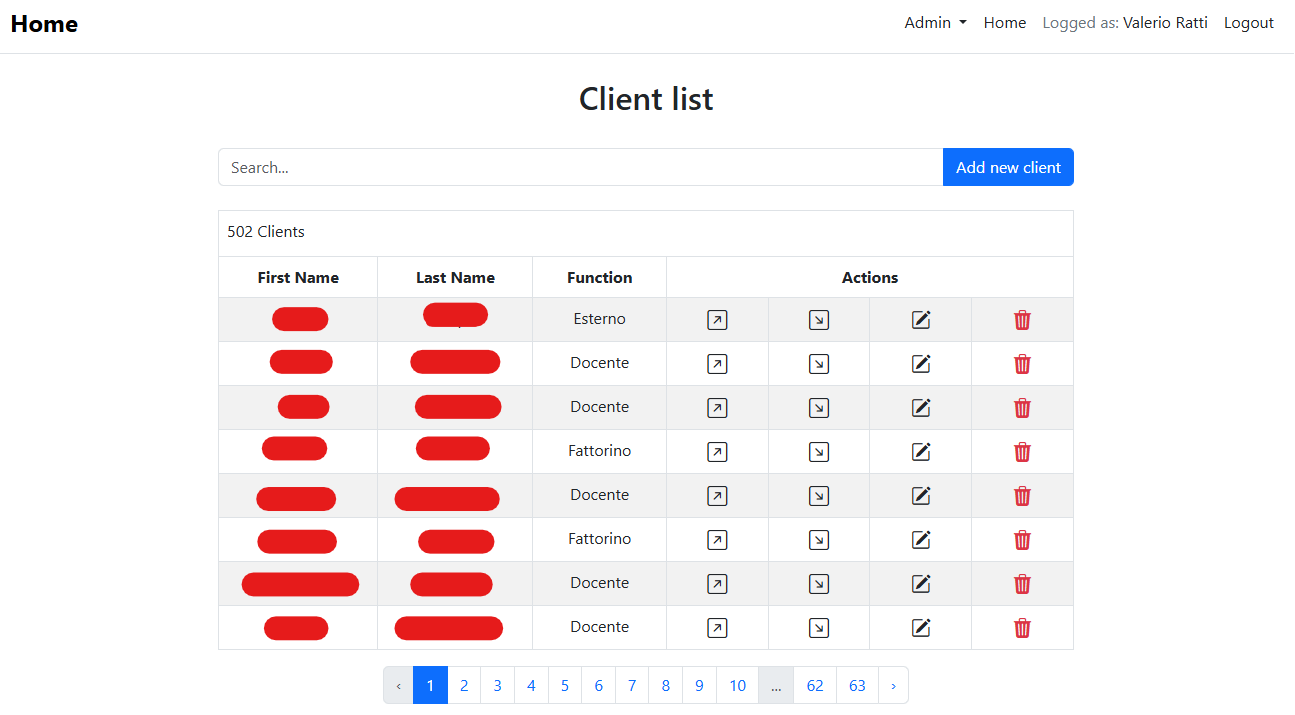 Home Admin Home Logged as: Valerio Ratti Logout
Client list
Search... Add new client
502 Clients
First Name Last Name Function Actions
Esterno
Docente
Docente
Fattorino
Docente
Fattorino
Docente
Docente
‹ 1 2 3 4 5 6 7 8 9 10 ... 62 63 ›